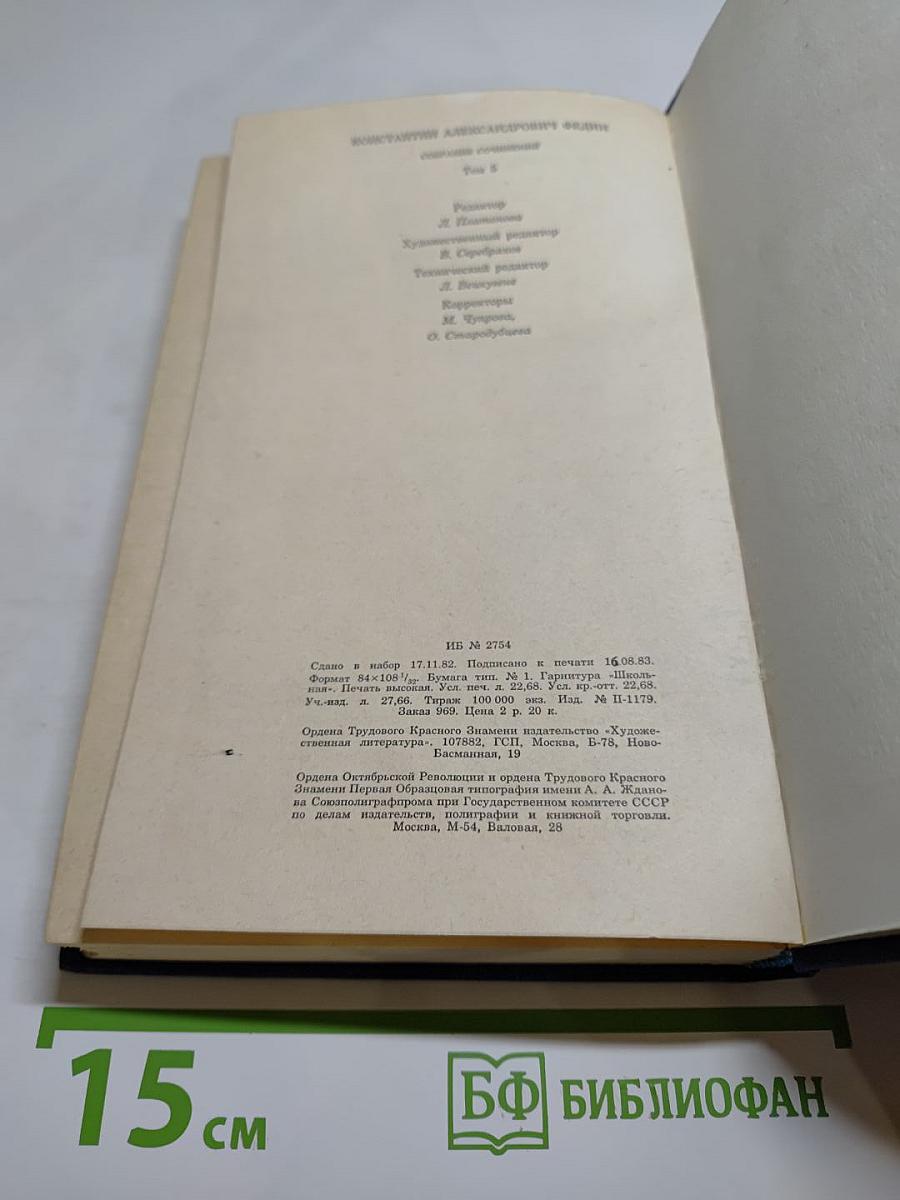 КОНСТАНТИН АЛЕКСАНДРОВИЧ ФЕДИН
СОБРАНИЕ СОЧИНЕНИЙ
Том 5
Редактор
Л.
Художественный редактор
В. Серебряков
Технический редактор
Л.
Корректоры
М. Чупрова,
О. Стародубцева
ИБ № 2754
Сдано в набор 17.11.82. Подписано к печати 16.08.83.
Формат 84×108 1/32. Бумага тип. № 1. Гарнитура «Школь-
ная». Печать высокая. Усл. печ. л. 22,68. Усл. кр.-отт. 22,68.
Уч.-изд. л. 27,66. Тираж 100 000 экз. Изд. № II-1179.
Заказ 969. Цена 2 р. 20 к.
Ордена Трудового Красного Знамени издательство «Художе-
ственная литература». 107882, ГСП, Москва, Б-78, Ново-
Басманная, 19
Ордена Октябрьской Революции и ордена Трудового Красного
Знамени Первая Образцовая типография имени А. А. Ждано-
ва Союзполиграфпрома при Государственном комитете СССР
по делам издательств, полиграфии и книжной торговли.
Москва, М-54, Валовая, 28
15 см
БФ БИБЛИОФАН